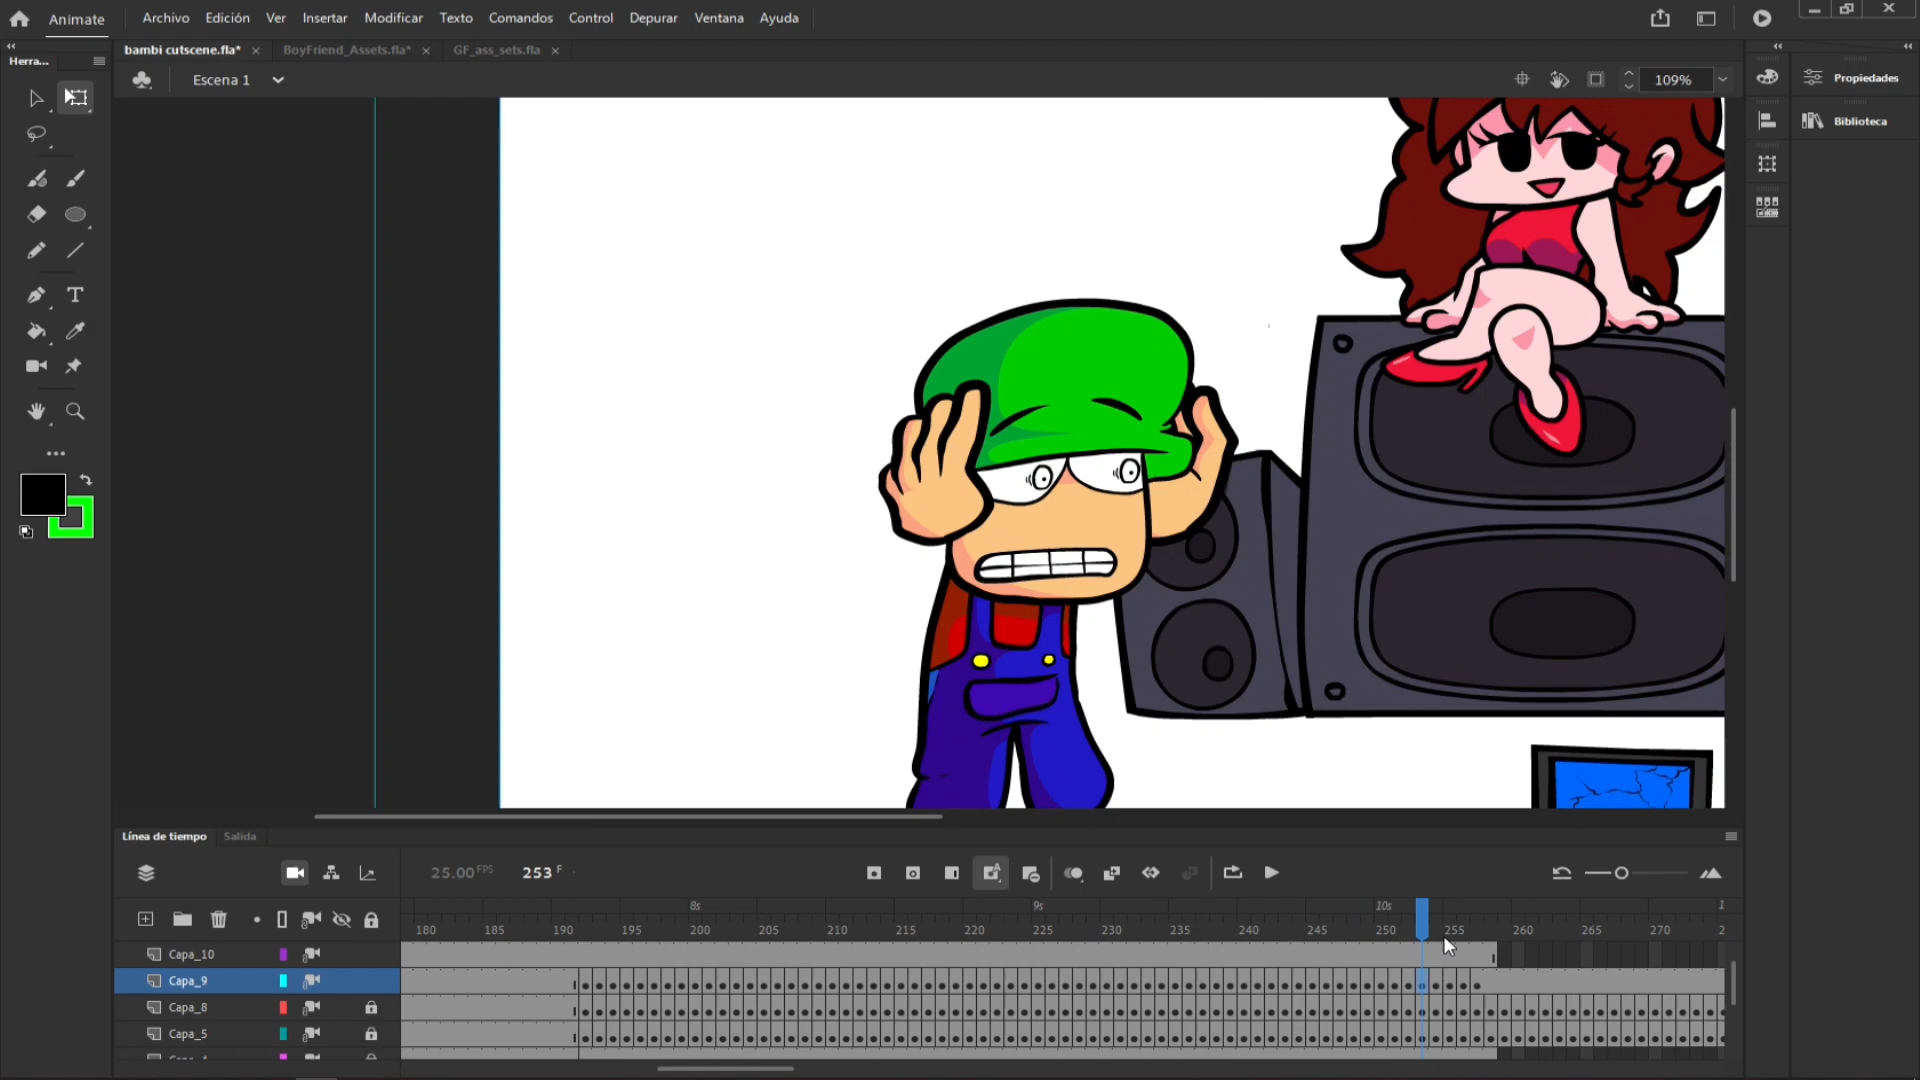 Animate Archivo Edición Ver Insertar Modificar Texto Comandos Control Depurar Ventana Ayuda
bambi cutscene.fla* BoyFriend_Assets.fla* GF_ass_sets.fla
Herra...
Escena 1 109%
Propiedades
Biblioteca
Línea de tiempo Salida
25.00 FPS 253 F
8s 9s 10s 1
180 185 190 195 200 205 210 215 220 225 230 235 240 245 250 255 260 265 270 2
Capa_10
Capa_9
Capa_8
Capa_5